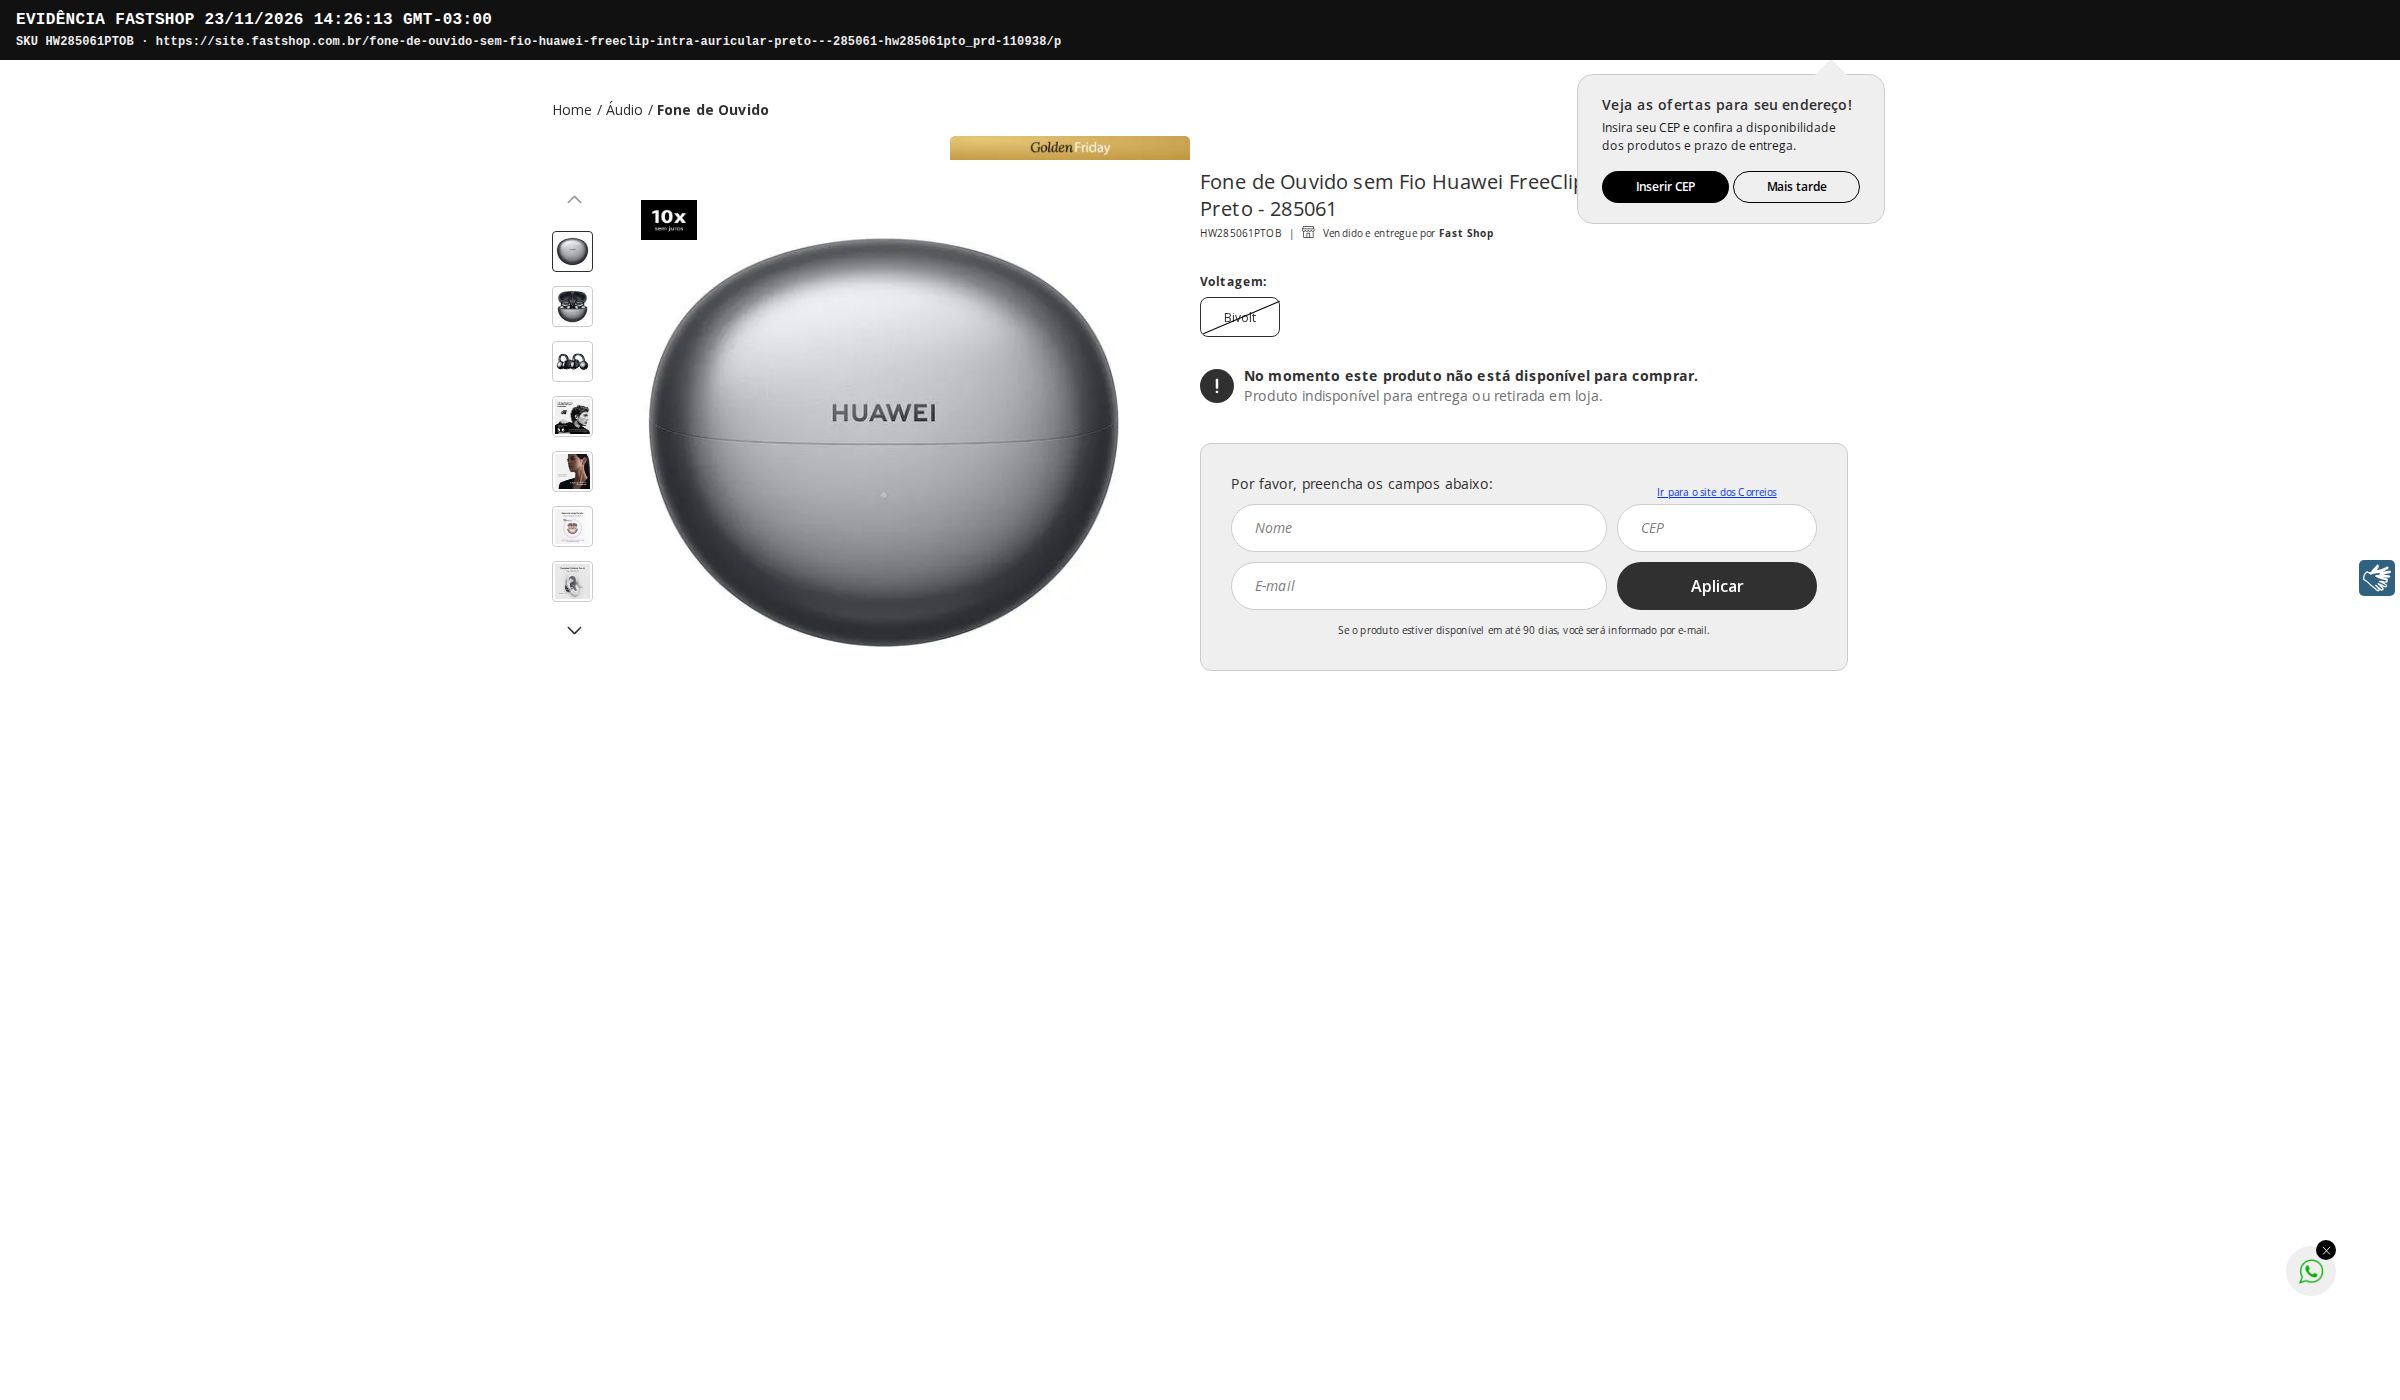 EVIDÊNCIA FASTSHOP 23/11/2026 14:26:13 GMT-03:00
SKU HW285061PTOB · https://site.fastshop.com.br/fone-de-ouvido-sem-fio-huawei-freeclip-intra-auricular-preto---285061-hw285061pto_prd-110938/p
Home / Áudio / Fone de Ouvido
Golden Friday
10x
sem juros
HUAWEI
Fone de Ouvido sem Fio Huawei FreeClip
Preto - 285061
HW285061PTOB | Vendido e entregue por Fast Shop
Veja as ofertas para seu endereço!
Insira seu CEP e confira a disponibilidade
dos produtos e prazo de entrega.
Inserir CEP
Mais tarde
Voltagem:
Bivolt
No momento este produto não está disponível para comprar.
Produto indisponível para entrega ou retirada em loja.
Por favor, preencha os campos abaixo:
Ir para o site dos Correios
Nome
CEP
E-mail
Aplicar
Se o produto estiver disponível em até 90 dias, você será informado por e-mail.